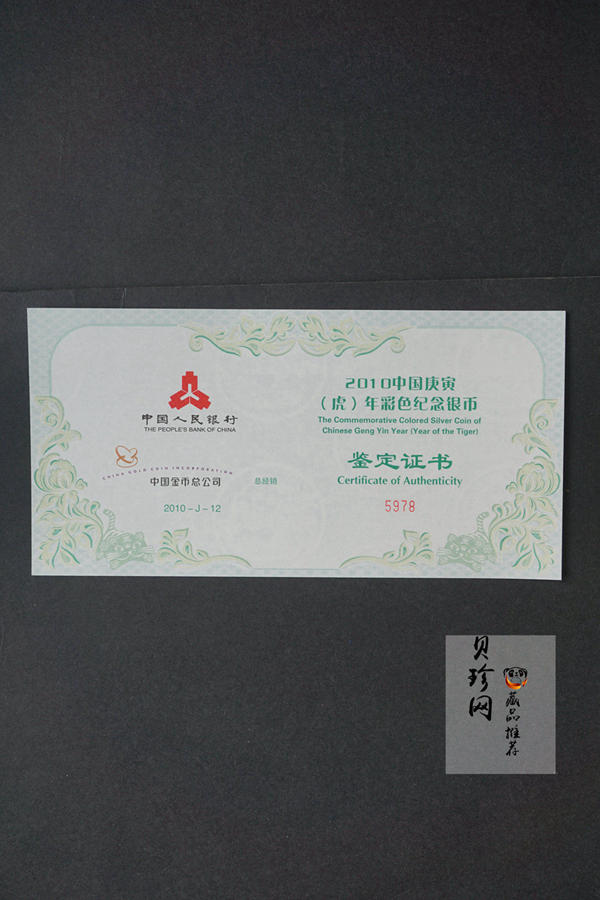 中国人民银行
THE PEOPLE'S BANK OF CHINA
CHINA GOLD COIN INCORPORATION
中国金币总公司
总经销
2010-J-12
2010中国庚寅
（虎）年彩色纪念银币
The Commemorative Colored Silver Coin of
Chinese Geng Yin Year (Year of the Tiger)
鉴定证书
Certificate of Authenticity
5978
贝珍网
藏品推荐